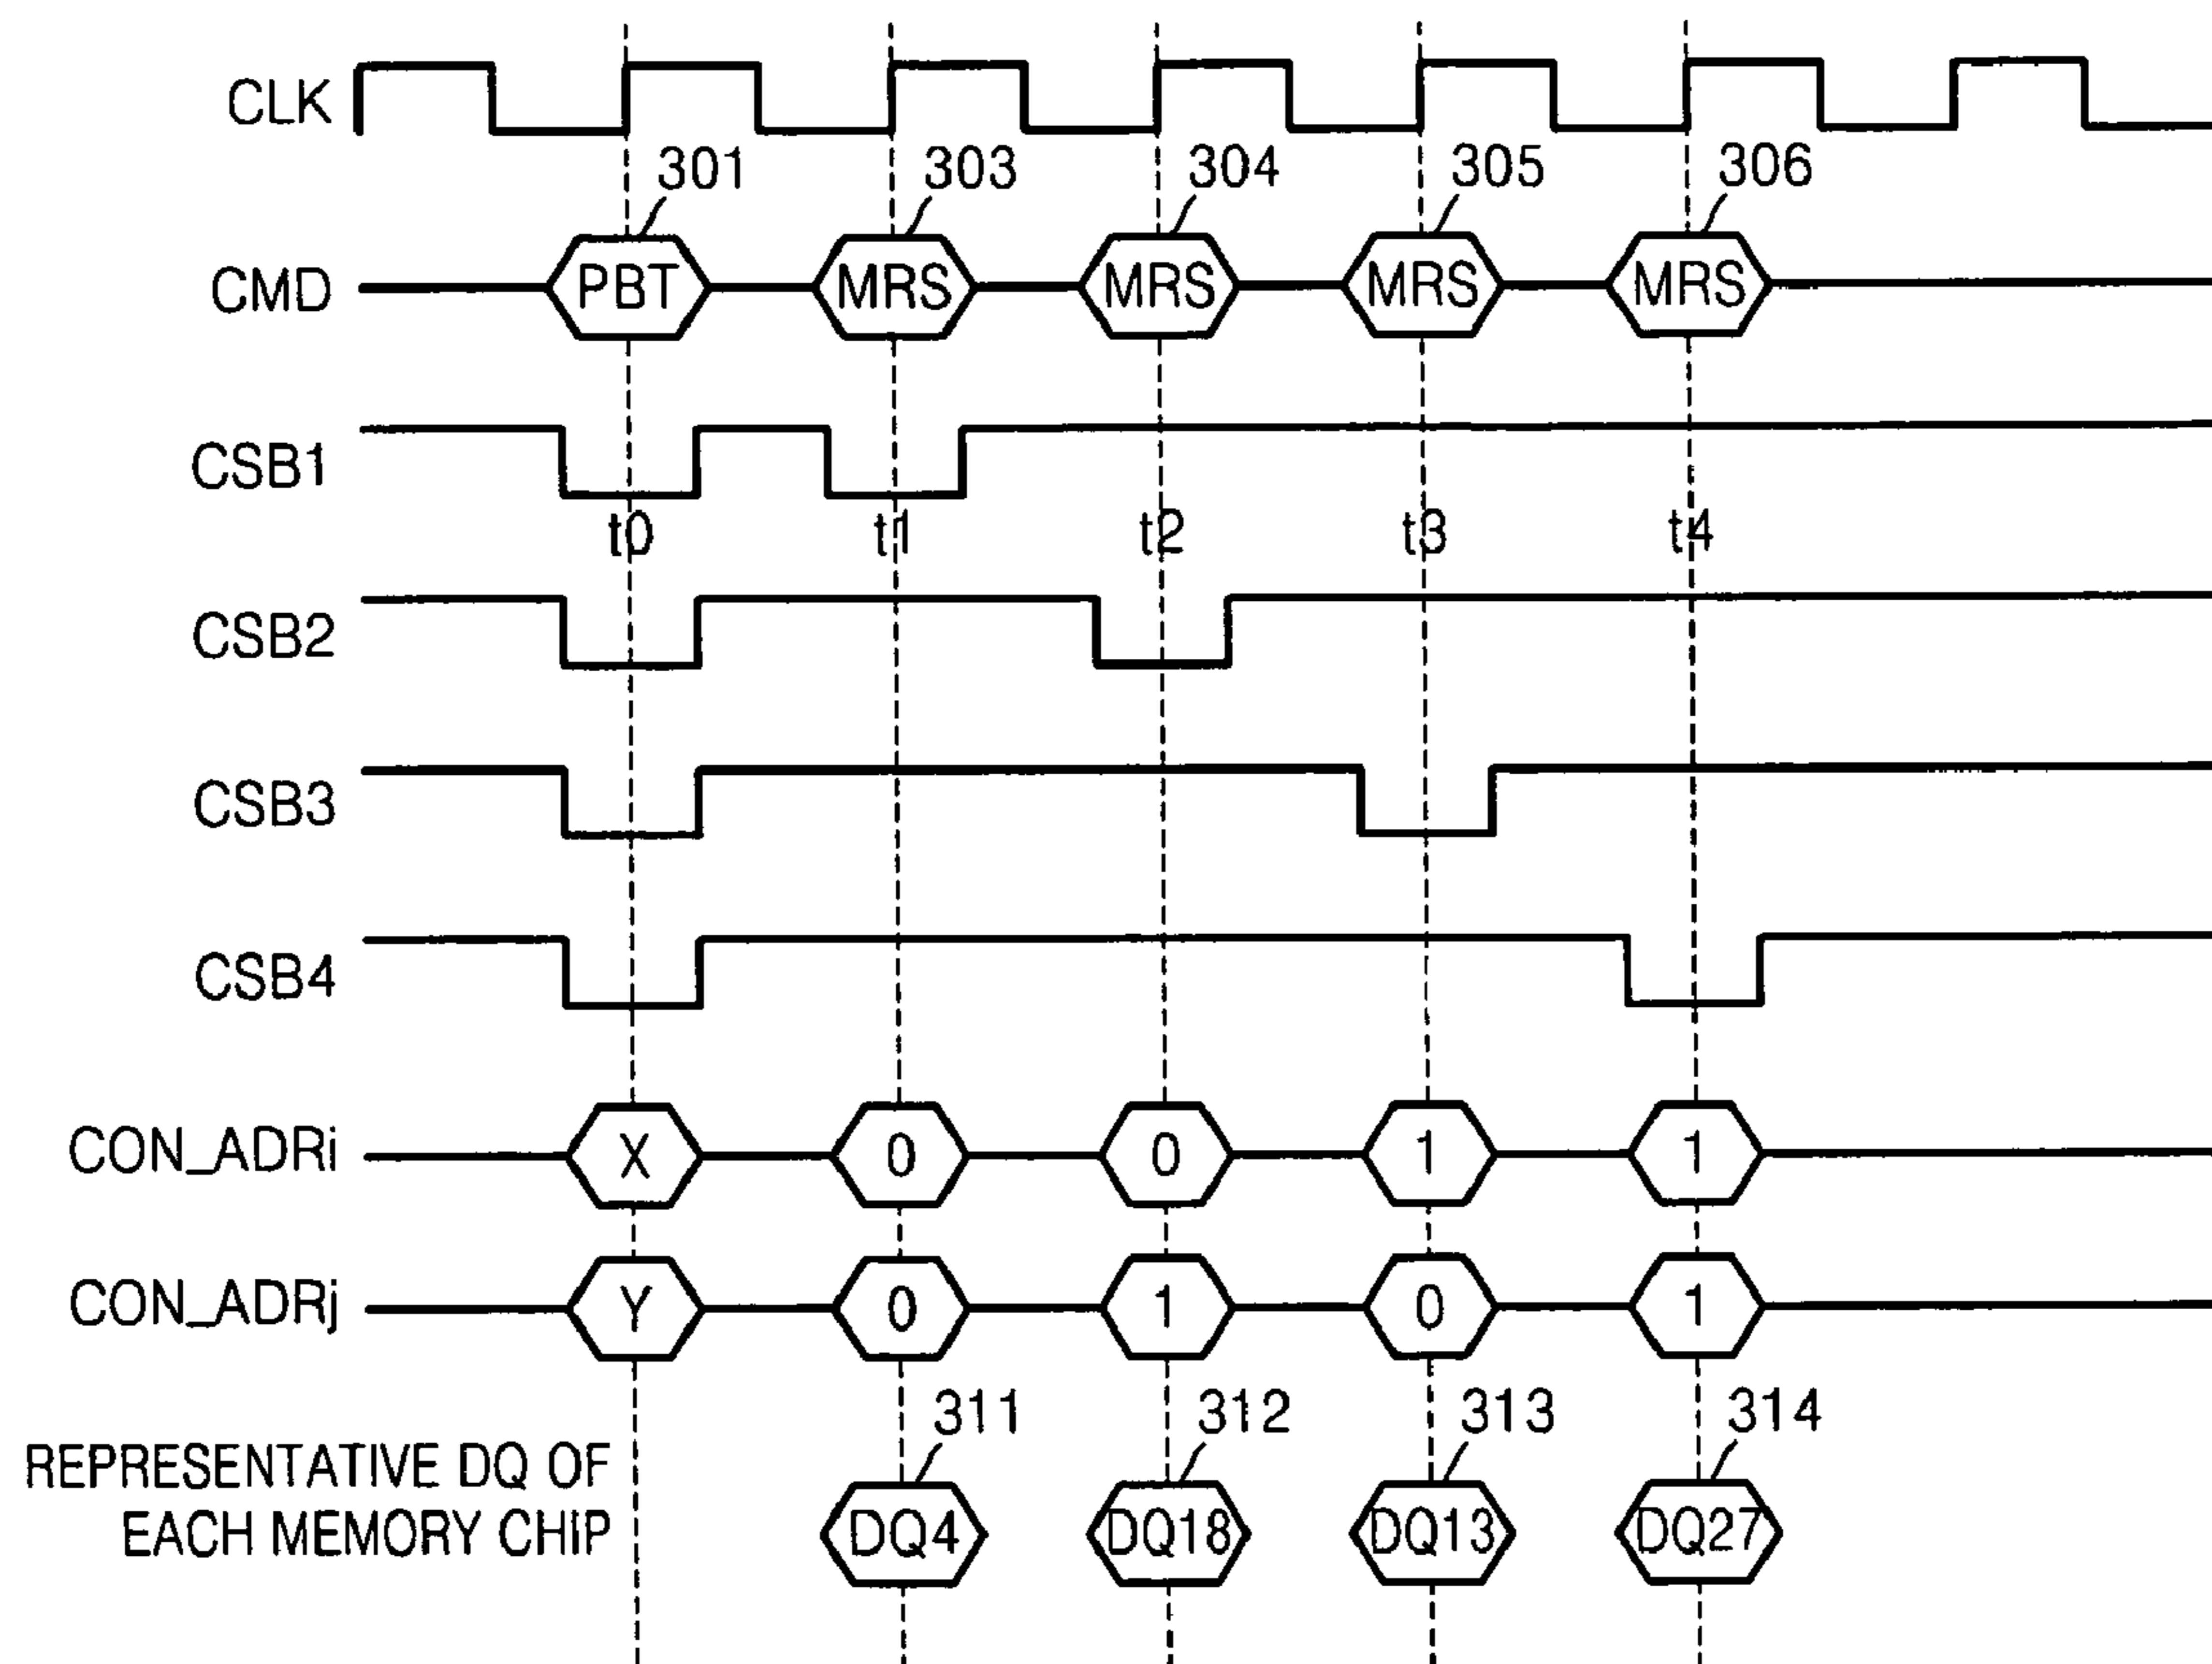 CLK
301 303 304 305 306
CMD PBT MRS MRS MRS MRS
CSB1
t0 t1 t2 t3 t4
CSB2
CSB3
CSB4
CON_ADRi X 0 0 1 1
CON_ADRj Y 0 1 0 1
311 312 313 314
REPRESENTATIVE DQ OF
EACH MEMORY CHIP DQ4 DQ18 DQ13 DQ27